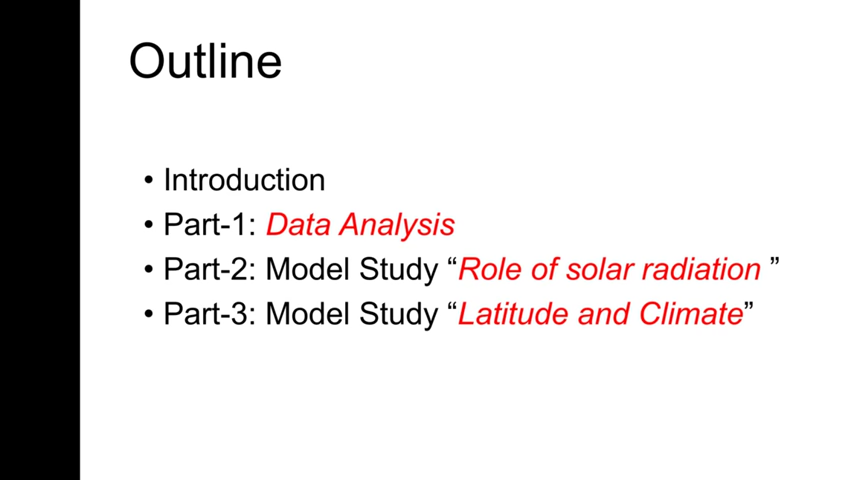 Outline
• Introduction
• Part-1: Data Analysis
• Part-2: Model Study “Role of solar radiation ”
• Part-3: Model Study “Latitude and Climate”